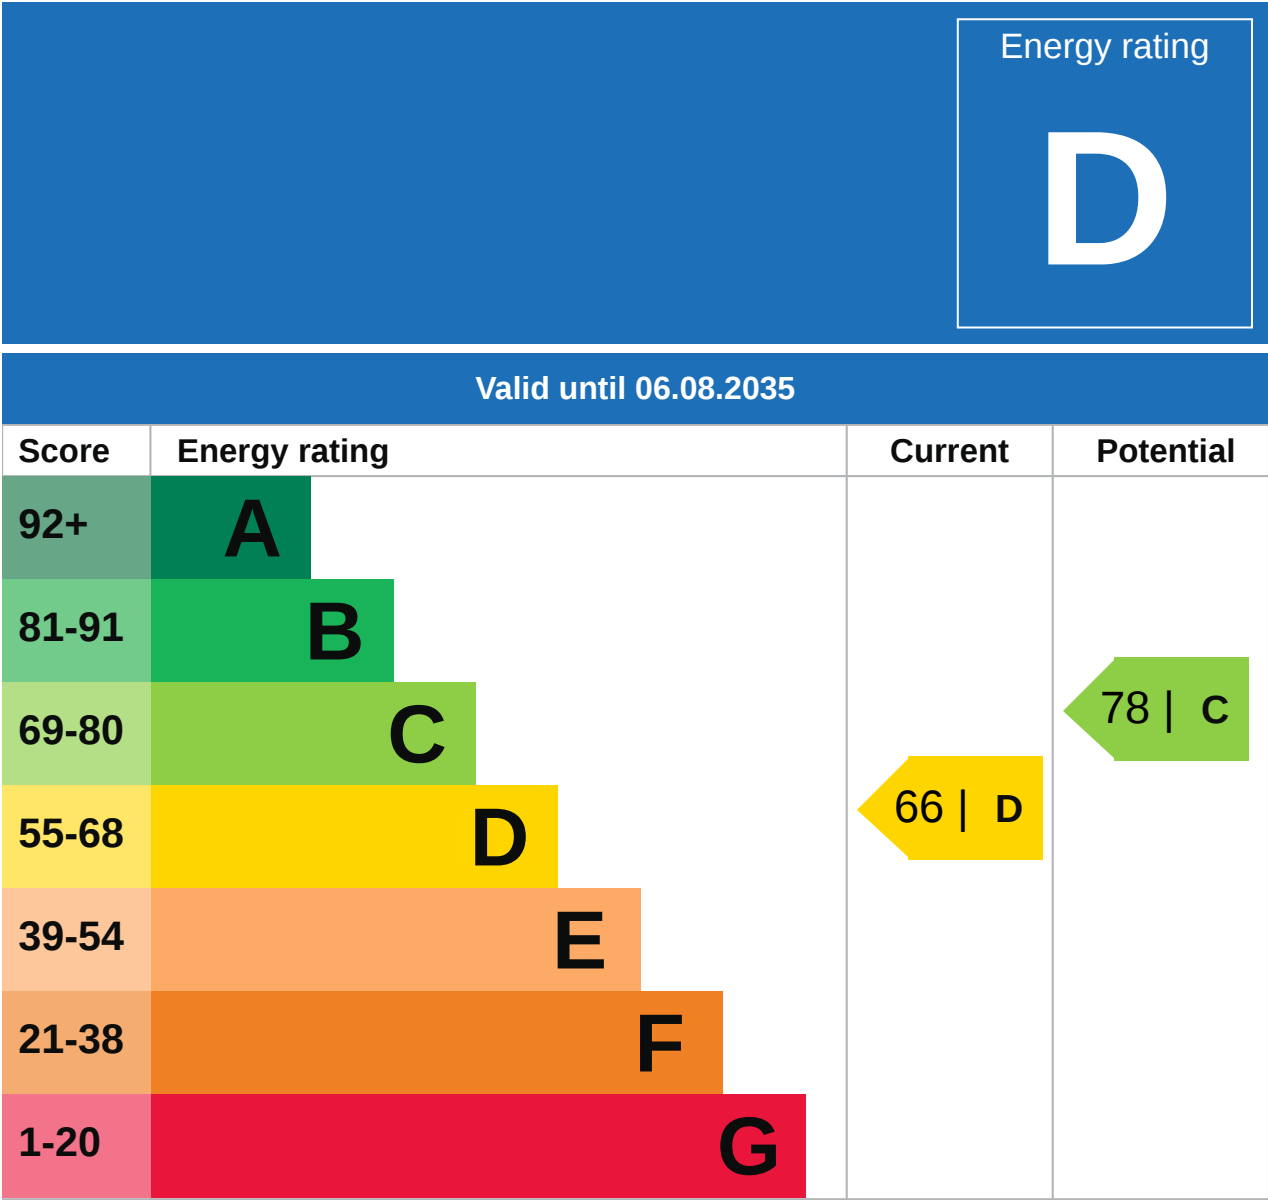 Energy rating
D
Valid until 06.08.2035
Score Energy rating Current Potential
92+ A
81-91 B
69-80 C 78 | C
55-68 D 66 | D
39-54 E
21-38 F
1-20 G